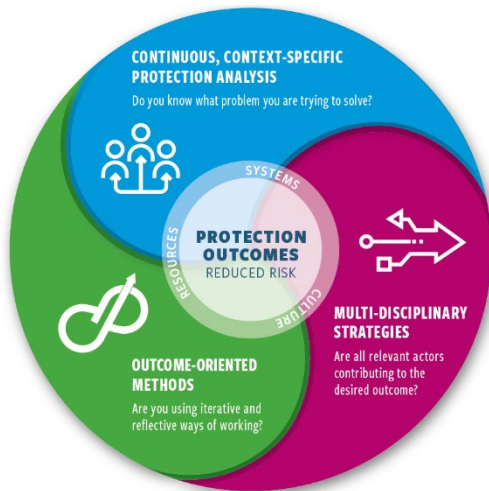 CONTINUOUS, CONTEXT-SPECIFIC
PROTECTION ANALYSIS
Do you know what problem you are trying to solve?
SYSTEMS
RESOURCES
CULTURE
PROTECTION
OUTCOMES
REDUCED RISK
MULTI-DISCIPLINARY
STRATEGIES
Are all relevant actors
contributing to the
desired outcome?
OUTCOME-ORIENTED
METHODS
Are you using iterative and
reflective ways of working?